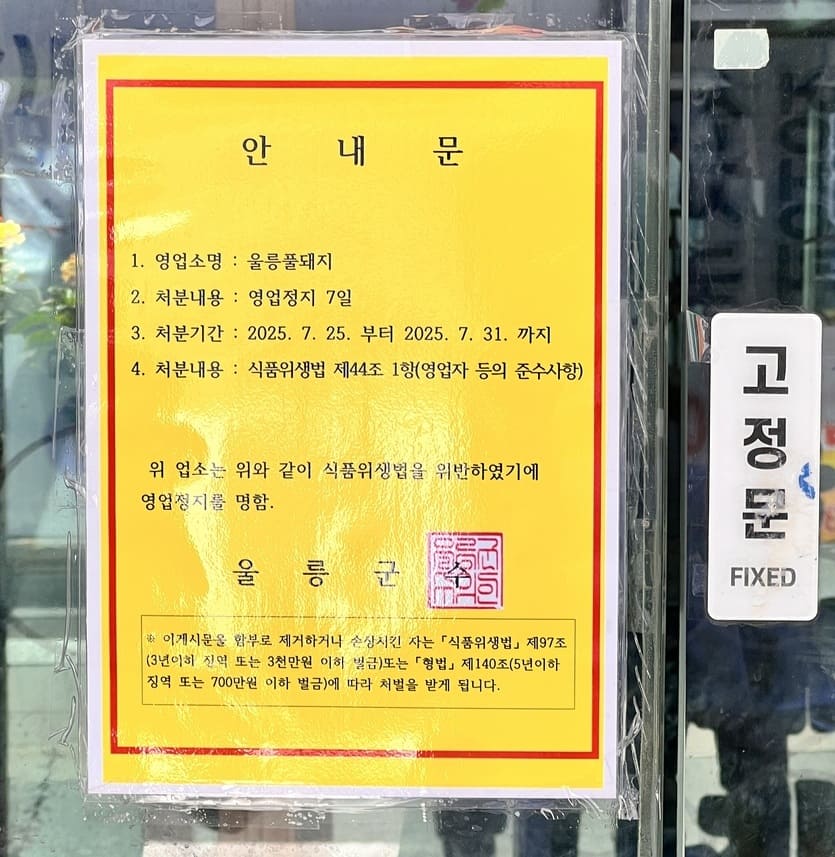 안 내 문
1. 영업소명 : 울릉풀돼지
2. 처분내용 : 영업정지 7일
3. 처분기간 : 2025. 7. 25. 부터 2025. 7. 31. 까지
4. 처분내용 : 식품위생법 제44조 1항(영업자 등의 준수사항)
위 업소는 위와 같이 식품위생법을 위반하였기에
영업정지를 명함.
울 릉 군 수
※ 이게시문을 함부로 제거하거나 손상시킨 자는「식품위생법」제97조
(3년이하 징역 또는 3천만원 이하 벌금)또는「형법」제140조(5년이하
징역 또는 700만원 이하 벌금)에 따라 처벌을 받게 됩니다.
고정문
FIXED